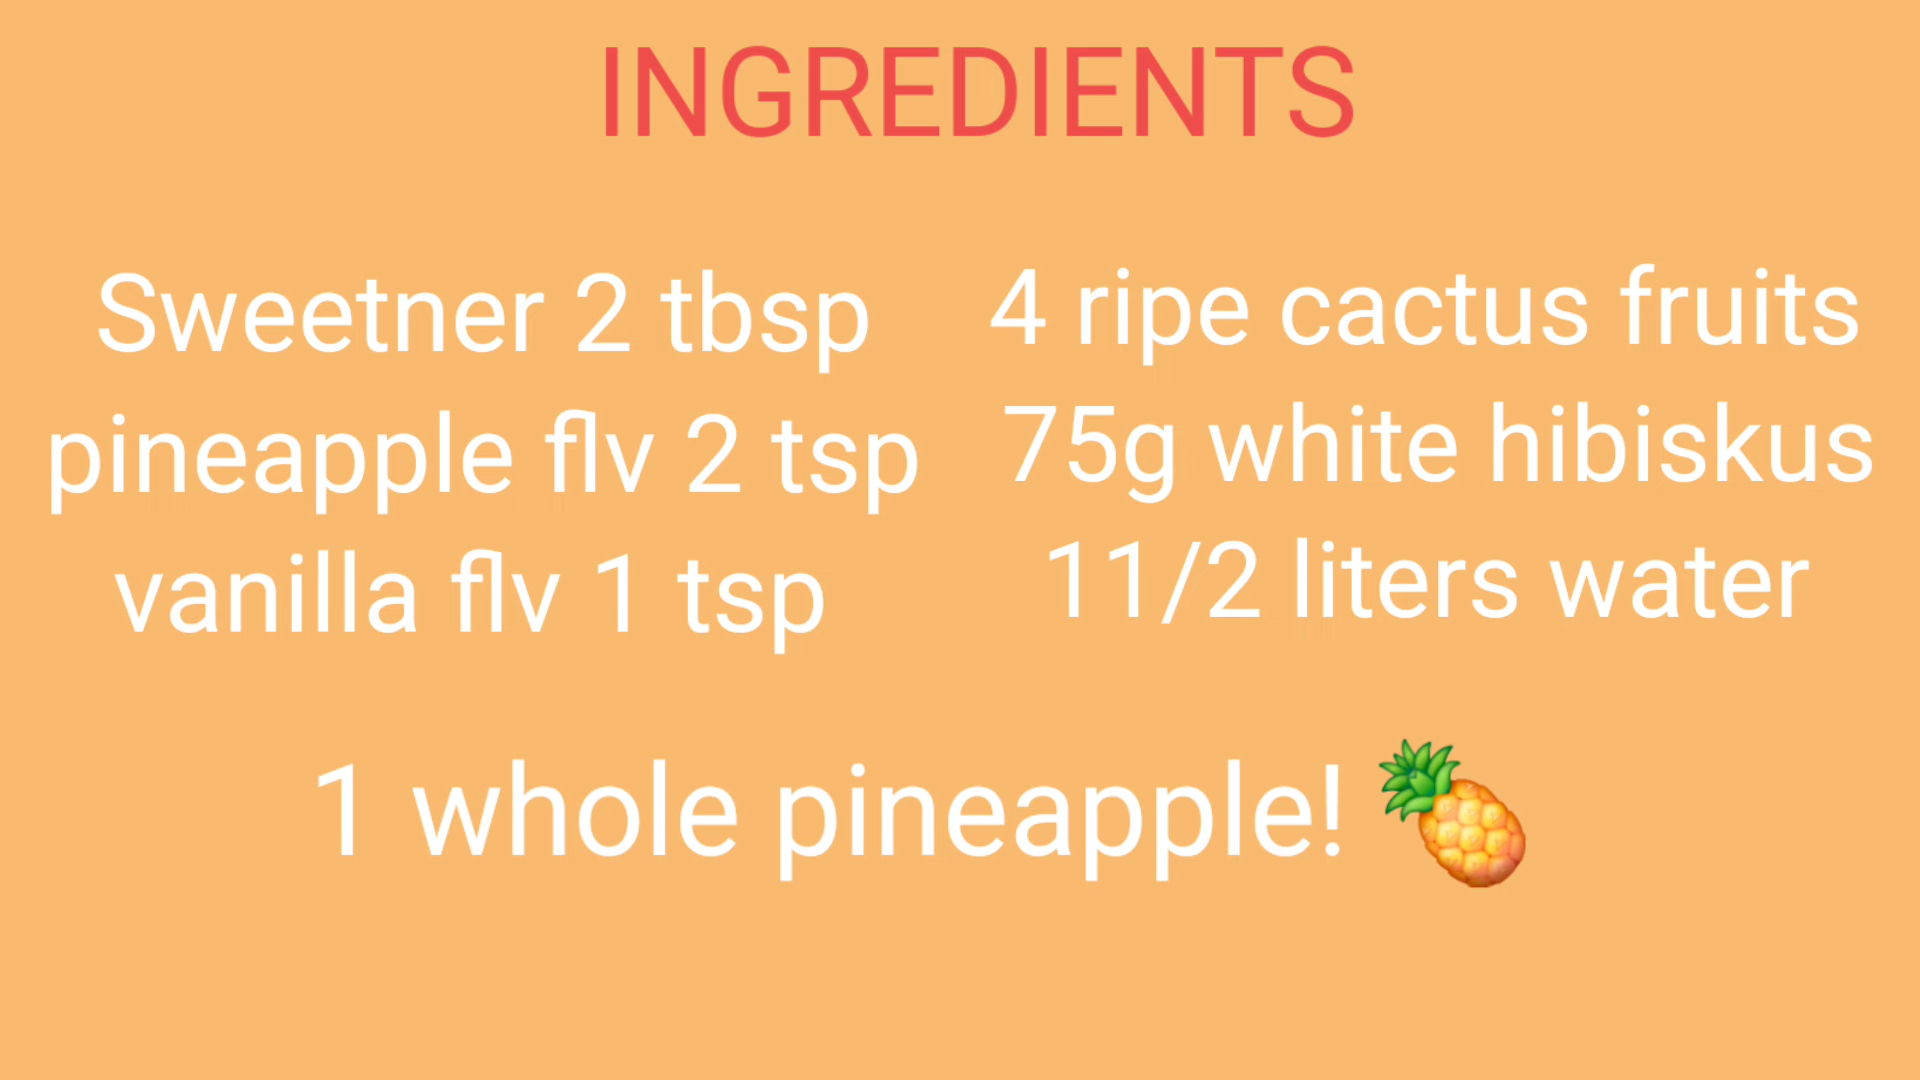 INGREDIENTS
Sweetner 2 tbsp
pineapple flv 2 tsp
vanilla flv 1 tsp
4 ripe cactus fruits
75g white hibiskus
11/2 liters water
1 whole pineapple! 🍍